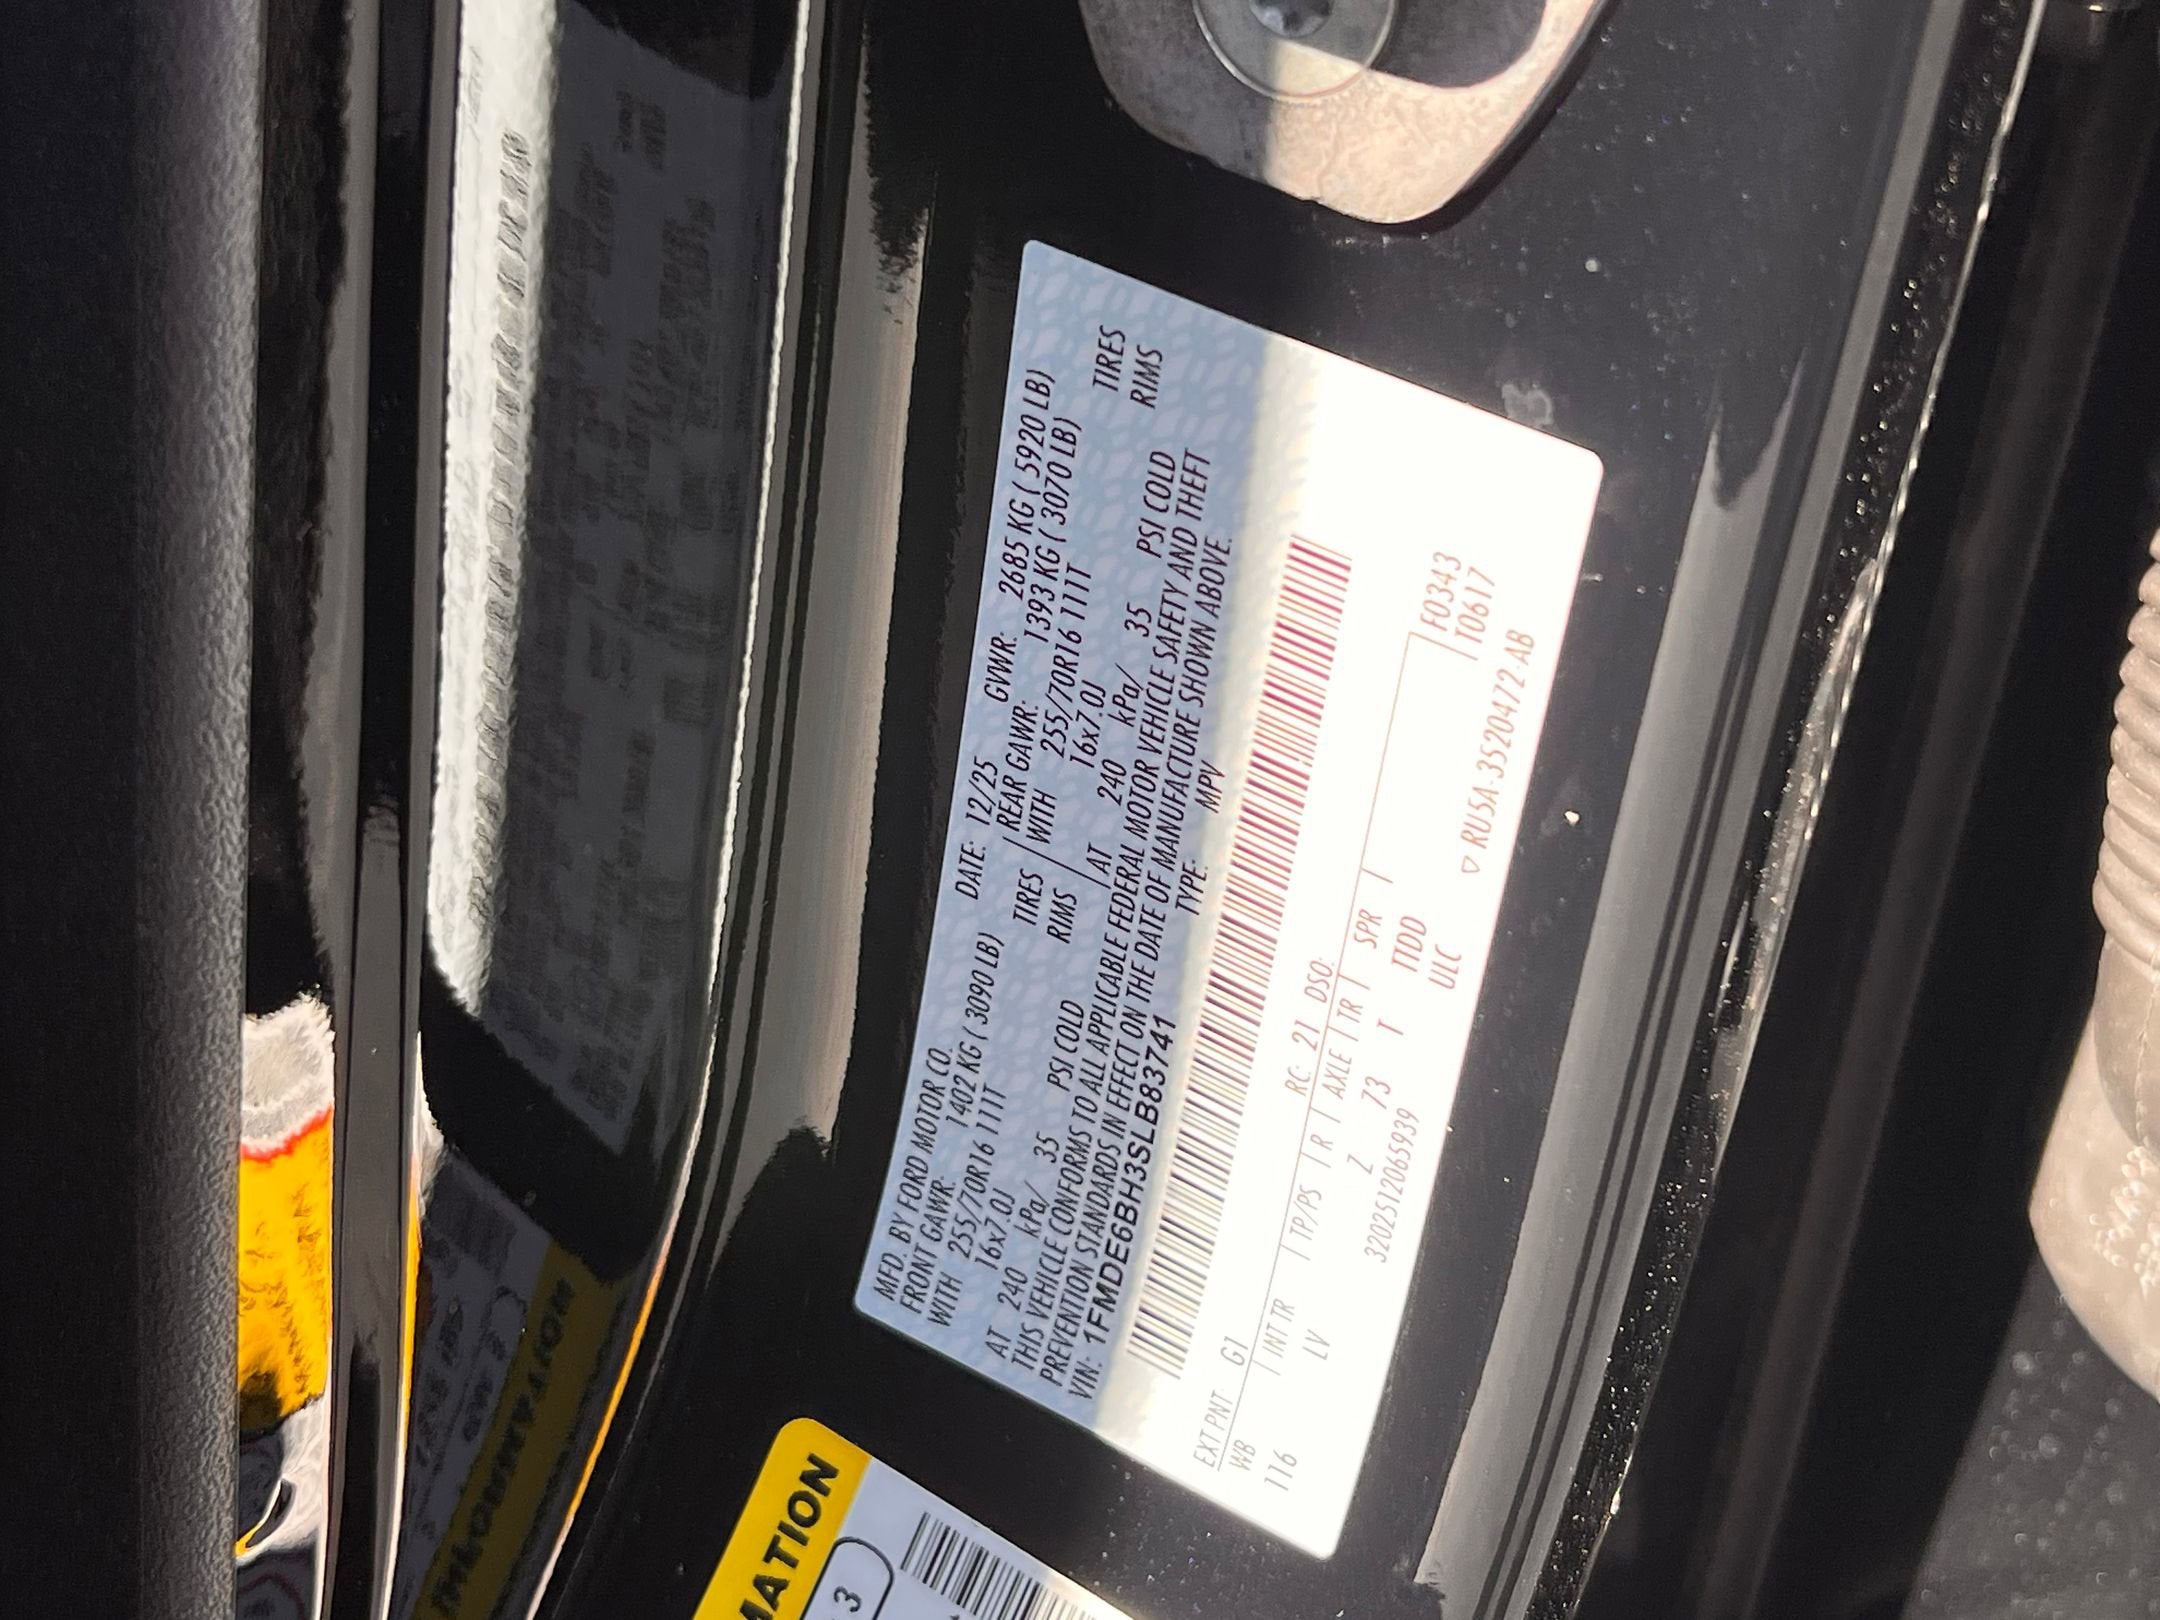 MFD. BY FORD MOTOR CO.
DATE: 12/25 GVWR: 2685 KG ( 5920 LB)
FRONT GAWR: 1402 KG ( 3090 LB)
REAR GAWR: 1393 KG ( 3070 LB)
WITH 255/70R16 111T TIRES
WITH 255/70R16 111T TIRES
16x7.0J RIMS
16x7.0J RIMS
AT 240 kPa/ 35 PSI COLD
AT 240 kPa/ 35 PSI COLD
THIS VEHICLE CONFORMS TO ALL APPLICABLE FEDERAL MOTOR VEHICLE SAFETY AND THEFT
PREVENTION STANDARDS IN EFFECT ON THE DATE OF MANUFACTURE SHOWN ABOVE.
VIN: 1FMDE6BH3SLB83741 TYPE: MPV
EXT PNT: G1 RC: 21 DSO:
WB INT TR TP/PS R AXLE TR SPR F0343
116 LV Z 73 T TTDD T0617
3202512065939 ULC ▽ RU5A-3520472-AB
MATION
3